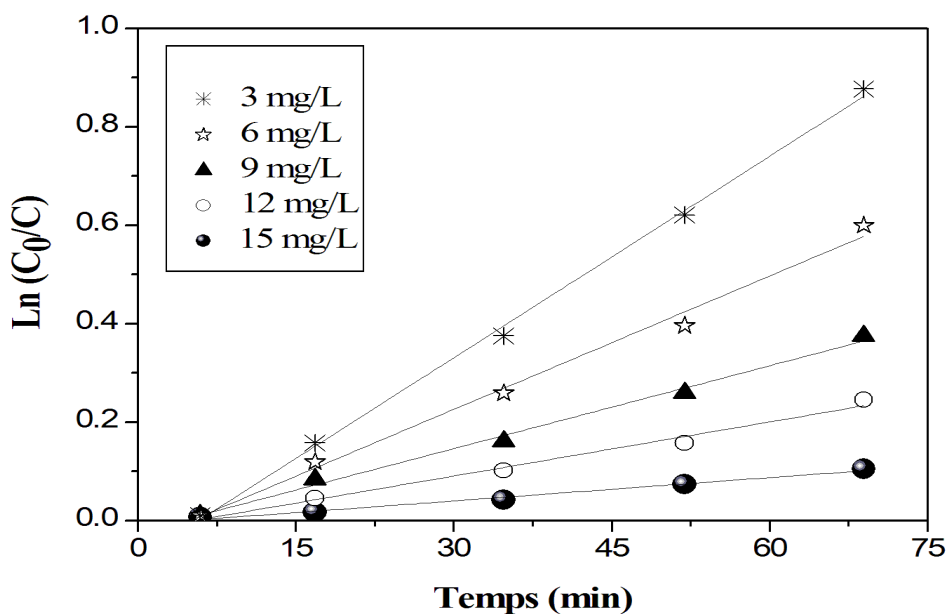 1.0
0.8
0.6
0.4
0.2
0.0
Ln (C0/C)
3 mg/L
6 mg/L
9 mg/L
12 mg/L
15 mg/L
0 15 30 45 60 75
Temps (min)